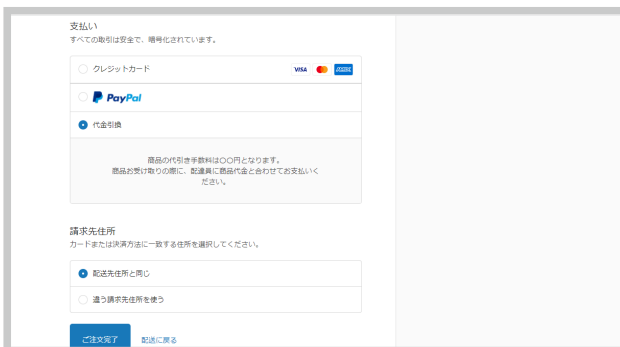 支払い
すべての取引は安全で、暗号化されています。
クレジットカード VISA
PayPal
代金引換
商品の代引き手数料は〇〇円となります。
商品お受け取りの際に、配達員に商品代金と合わせてお支払いく
ださい。
請求先住所
カードまたは決済方法に一致する住所を選択してください。
配送先住所と同じ
違う請求先住所を使う
ご注文完了 配送に戻る